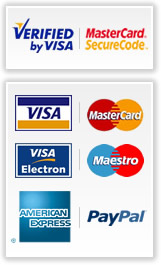 VERIFIED by VISA
MasterCard. SecureCode.
VISA
MasterCard
VISA Electron
Maestro
AMERICAN EXPRESS
®
PayPal